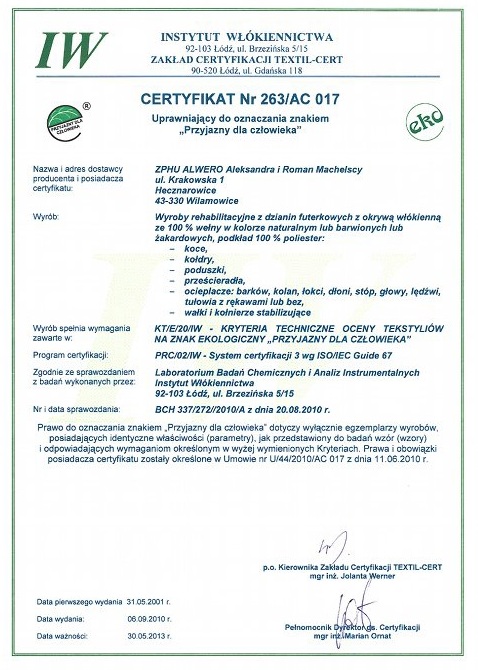 IW
INSTYTUT WŁÓKIENNICTWA
92-103 Łódź, ul. Brzezińska 5/15
ZAKŁAD CERTYFIKACJI TEXTIL-CERT
90-520 Łódź, ul. Gdańska 118
CERTYFIKAT Nr 263/AC 017
Uprawniający do oznaczania znakiem
„Przyjazny dla człowieka”
PRZYJAZNY DLA
CZŁOWIEKA
®
eko
Nazwa i adres dostawcy
producenta i posiadacza
certyfikatu:
ZPHU ALWERO Aleksandra i Roman Machelscy
ul. Krakowska 1
Hecznarowice
43-330 Wilamowice
Wyrób:
Wyroby rehabilitacyjne z dzianin futerkowych z okrywą włókienną
ze 100 % wełny w kolorze naturalnym lub barwionych lub
żakardowych, podkład 100 % poliester:
– koce,
– kołdry,
– poduszki,
– prześcieradła,
– ocieplacze: barków, kolan, łokci, dłoni, stóp, głowy, lędźwi,
tułowia z rękawami lub bez,
– wałki i kołnierze stabilizujące
Wyrób spełnia wymagania
zawarte w:
KT/E/20/IW - KRYTERIA TECHNICZNE OCENY TEKSTYLIÓW
NA ZNAK EKOLOGICZNY „PRZYJAZNY DLA CZŁOWIEKA”
Program certyfikacji:
PRC/02/IW - System certyfikacji 3 wg ISO/IEC Guide 67
Zgodnie ze sprawozdaniem
z badań wykonanych przez:
Laboratorium Badań Chemicznych i Analiz Instrumentalnych
Instytut Włókiennictwa
92-103 Łódź, ul. Brzezińska 5/15
Nr i data sprawozdania:
BCH 337/272//2010/A z dnia 20.08.2010 r.
Prawo do oznaczania znakiem „Przyjazny dla człowieka” dotyczy wyłącznie egzemplarzy wyrobów,
posiadających identyczne właściwości (parametry), jak przedstawiony do badań wzór (wzory)
i odpowiadających wymaganiom określonym w wyżej wymienionych Kryteriach. Prawa i obowiązki
posiadacza certyfikatu zostały określone w Umowie nr U/44/2010/AC 017 z dnia 11.06.2010 r.
p.o. Kierownika Zakładu Certyfikacji TEXTIL-CERT
mgr inż. Jolanta Werner
Data pierwszego wydania 31.05.2001 r.
Data wydania: 06.09.2010 r.
Data ważności: 30.05.2013 r.
Pełnomocnik Dyrektora ds. Certyfikacji
mgr inż. Marian Ornat